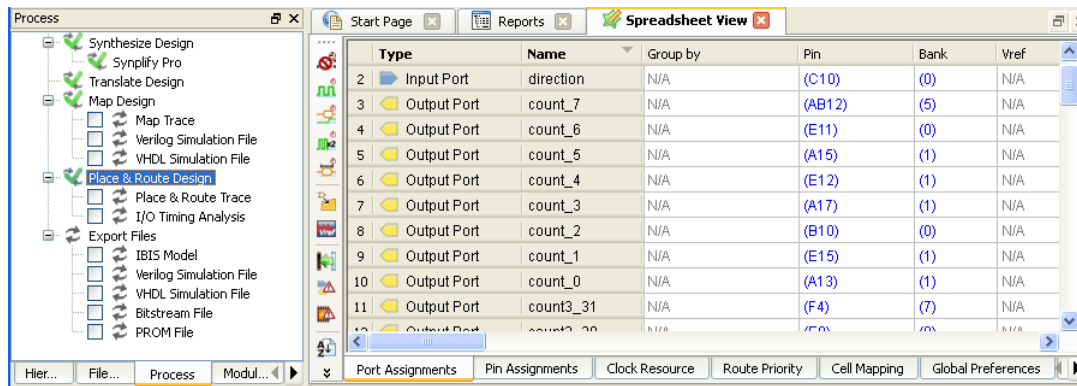 Process
Synthesize Design
Synplify Pro
Translate Design
Map Design
Map Trace
Verilog Simulation File
VHDL Simulation File
Place & Route Design
Place & Route Trace
I/O Timing Analysis
Export Files
IBIS Model
Verilog Simulation File
VHDL Simulation File
Bitstream File
PROM File
Hier... File... Process Modul...
Start Page Reports Spreadsheet View
Type Name Group by Pin Bank Vref
2 Input Port direction N/A (C10) (0) N/A
3 Output Port count_7 N/A (AB12) (5) N/A
4 Output Port count_6 N/A (E11) (0) N/A
5 Output Port count_5 N/A (A15) (1) N/A
6 Output Port count_4 N/A (E12) (1) N/A
7 Output Port count_3 N/A (A17) (1) N/A
8 Output Port count_2 N/A (B10) (0) N/A
9 Output Port count_1 N/A (E15) (1) N/A
10 Output Port count_0 N/A (A13) (1) N/A
11 Output Port count3_31 N/A (F4) (7) N/A
Port Assignments Pin Assignments Clock Resource Route Priority Cell Mapping Global Preferences